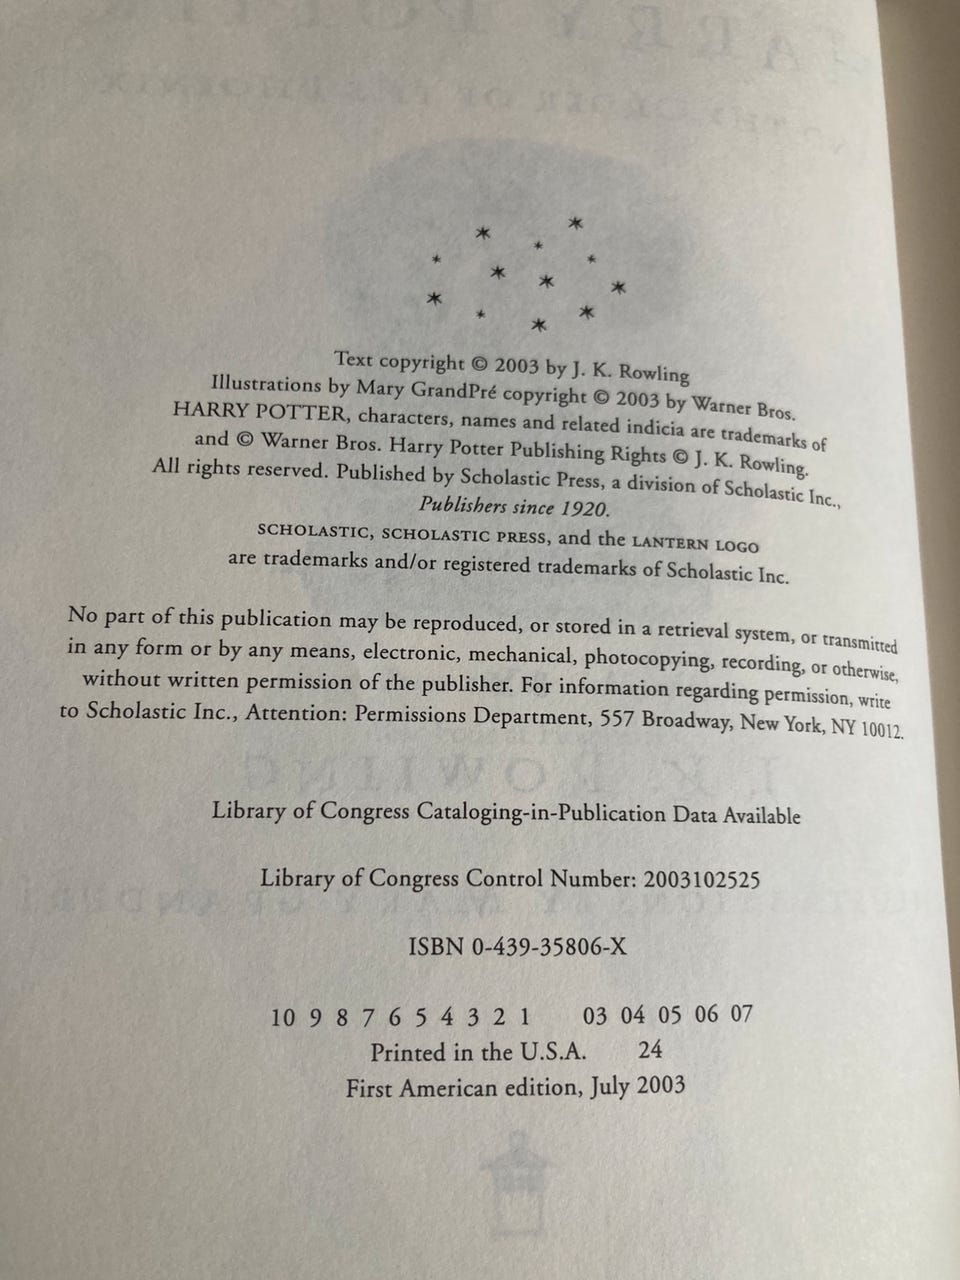 Text copyright © 2003 by J. K. Rowling
Illustrations by Mary GrandPré copyright © 2003 by Warner Bros.
HARRY POTTER, characters, names and related indicia are trademarks of
and © Warner Bros. Harry Potter Publishing Rights © J. K. Rowling.
All rights reserved. Published by Scholastic Press, a division of Scholastic Inc.,
Publishers since 1920.
SCHOLASTIC, SCHOLASTIC PRESS, and the LANTERN LOGO
are trademarks and/or registered trademarks of Scholastic Inc.
No part of this publication may be reproduced, or stored in a retrieval system, or transmitted
in any form or by any means, electronic, mechanical, photocopying, recording, or otherwise,
without written permission of the publisher. For information regarding permission, write
to Scholastic Inc., Attention: Permissions Department, 557 Broadway, New York, NY 10012.
Library of Congress Cataloging-in-Publication Data Available
Library of Congress Control Number: 2003102525
ISBN 0-439-35806-X
10 9 8 7 6 5 4 3 2 1 03 04 05 06 07
Printed in the U.S.A. 24
First American edition, July 2003